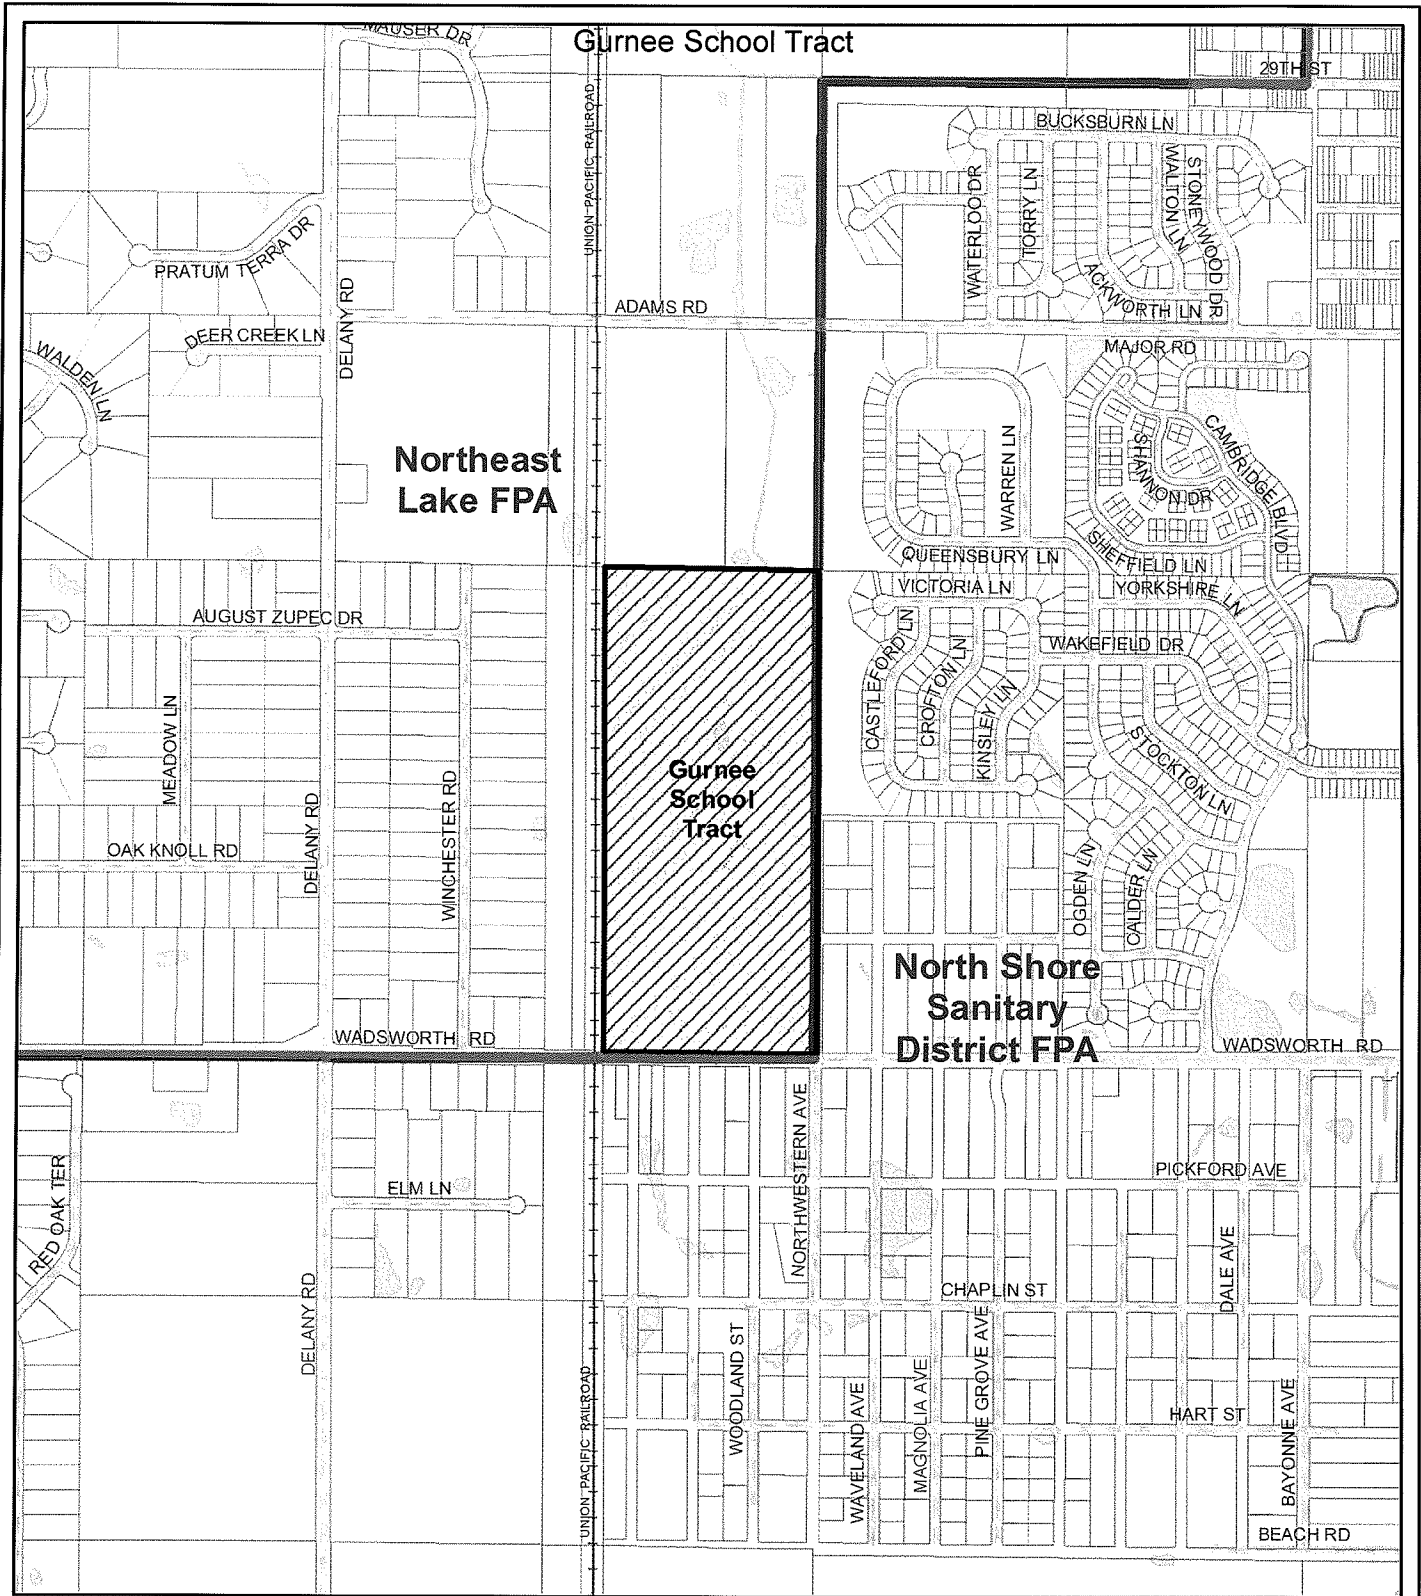 MAUSER DR
Gurnee School Tract
29TH ST
UNION PACIFIC RAILROAD
BUCKSBURN LN
WATERLOO DR
TORRY LN
WALTON LN
STONEYWOOD DR
PRATUM TERRA DR
ACKWORTH LN
DELANY RD
ADAMS RD
DEER CREEK LN
WALDEN LN
MAJOR RD
Northeast
Lake FPA
WARREN LN
SHANNON DR
CAMBRIDGE BLVD
QUEENSBURY LN
SHEFFIELD LN
VICTORIA LN
YORKSHIRE LN
AUGUST ZUPEC DR
WAKEFIELD DR
CASTLEFORD LN
CROFTON LN
KINSLEY LN
MEADOW LN
STOCKTON LN
Gurnee
School
Tract
WINCHESTER RD
DELANY RD
OAK KNOLL RD
OGDEN LN
CALDER LN
North Shore
Sanitary
District FPA
WADSWORTH RD
WADSWORTH RD
NORTHWESTERN AVE
RED OAK TER
ELM LN
PICKFORD AVE
DALE AVE
CHAPLIN ST
DELANY RD
UNION PACIFIC RAILROAD
WOODLAND ST
WAVELAND AVE
MAGNOLIA AVE
PINE GROVE AVE
HART ST
BAYONNE AVE
BEACH RD